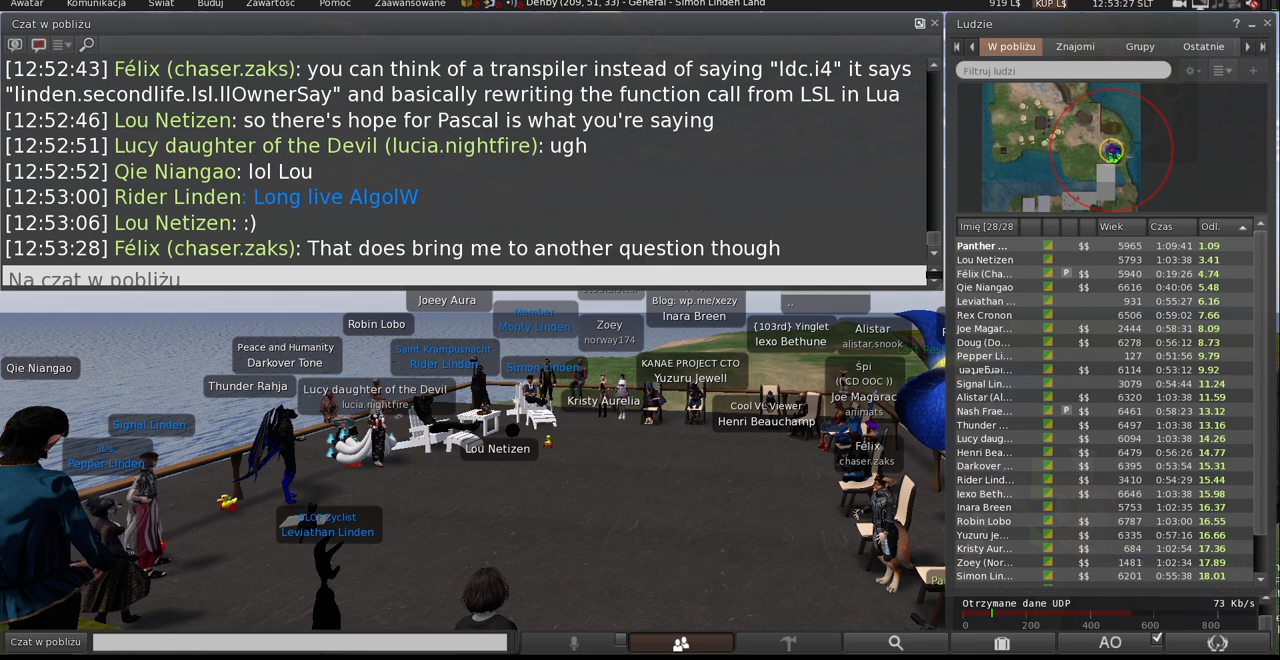 Awatar Komunikacja Świat Buduj Zawartość Pomoc Zaawansowane Denby (209, 51, 33) - General - Simon Linden Land 919 L$ KUP L$ 12:53:27 SLT
Czat w pobliżu
[12:52:43] Félix (chaser.zaks): you can think of a transpiler instead of saying "ldc.i4" it says
"linden.secondlife.lsl.llOwnerSay" and basically rewriting the function call from LSL in Lua
[12:52:46] Lou Netizen: so there's hope for Pascal is what you're saying
[12:52:51] Lucy daughter of the Devil (lucia.nightfire): ugh
[12:52:52] Qie Niangao: lol Lou
[12:53:00] Rider Linden: Long live AlgolW
[12:53:06] Lou Netizen: :)
[12:53:28] Félix (chaser.zaks): That does bring me to another question though
Na czat w pobliżu
Joeey Aura
Blog: wp.me/xezy
Inara Breen
..
Robin Lobo
Member
Monty Linden
Zoey
norway174
{103rd} Yinglet
Iexo Bethune
Alistar
alistar.snook
Peace and Humanity
Darkover Tone
Saint Krampusnacht
Rider Linden
Simon Linden
KANAE PROJECT CTO
Yuzuru Jewell
Qie Niangao
Thunder Rahja
Lucy daughter of the Devil
lucia.nightfire
Kristy Aurelia
Spi
((CD OOC))
Joe Magarac
animats
Cool VL Viewer
Henri Beauchamp
Signal Linden
Lou Netizen
Félix
chaser.zaks
Pepper Linden
Leviathan Linden
Pa
Czat w pobliżu
Ludzie
? _ ×
W pobliżu Znajomi Grupy Ostatnie
Filtruj ludzi
Imię [28/28 Wiek Czas Odl.
Panther ... $$ 5965 1:09:41 1.09
Lou Netizen 5793 1:03:38 3.41
Félix (Cha... P $$ 5940 0:19:26 4.74
Qie Niangao $$ 6616 0:40:06 5.48
Leviathan ... 931 0:55:27 6.16
Rex Cronon 6506 0:59:02 7.66
Joe Magar... $$ 2444 0:58:31 8.09
Doug (Do... $$ 6278 0:56:12 8.73
Pepper Li... 127 0:51:56 9.79
$$ 6114 0:53:12 9.92
Signal Lin... 3079 0:54:44 11.24
Alistar (Al... $$ 6320 1:03:38 11.59
Nash Frae... P $$ 6461 0:58:23 13.12
Thunder ... $$ 6497 1:03:38 13.16
Lucy daug... $$ 6094 1:03:38 14.26
Henri Bea... $$ 6479 0:56:26 14.77
Darkover ... $$ 6395 0:53:54 15.31
Rider Lind... $$ 3410 0:54:29 15.44
Iexo Beth... $$ 6646 1:03:38 15.98
Inara Breen 5753 1:02:35 16.37
Robin Lobo $$ 6787 1:03:00 16.55
Yuzuru Je... $$ 6335 0:57:16 16.66
Kristy Aur... $$ 684 1:02:54 17.36
Zoey (Nor... $$ 1481 1:02:34 17.89
Simon Lin... $$ 6201 0:55:38 18.01
Otrzymane dane UDP 73 Kb/s
0 200 400 600 800
AO